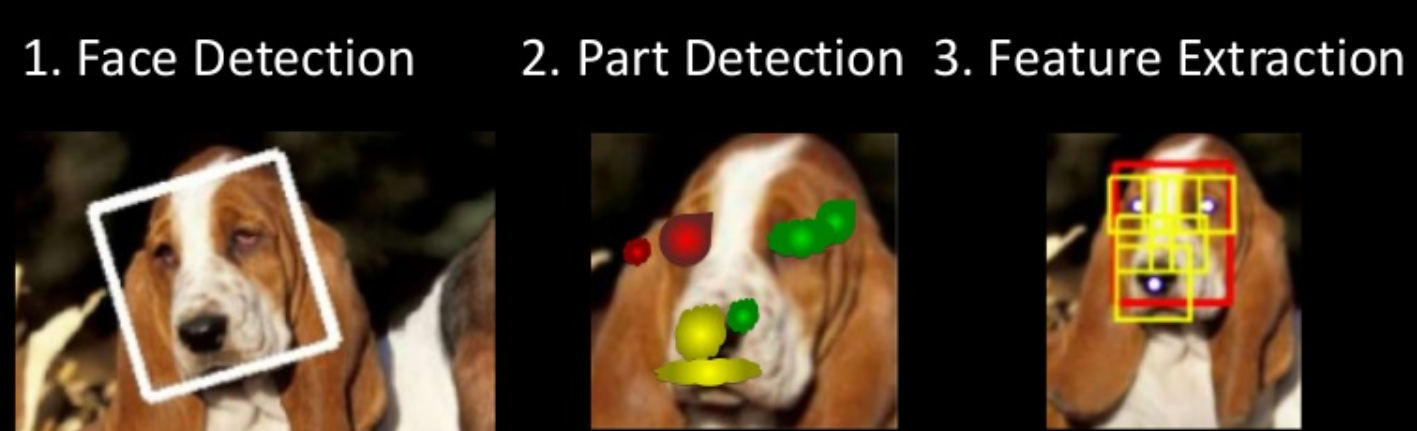 1. Face Detection
2. Part Detection
3. Feature Extraction